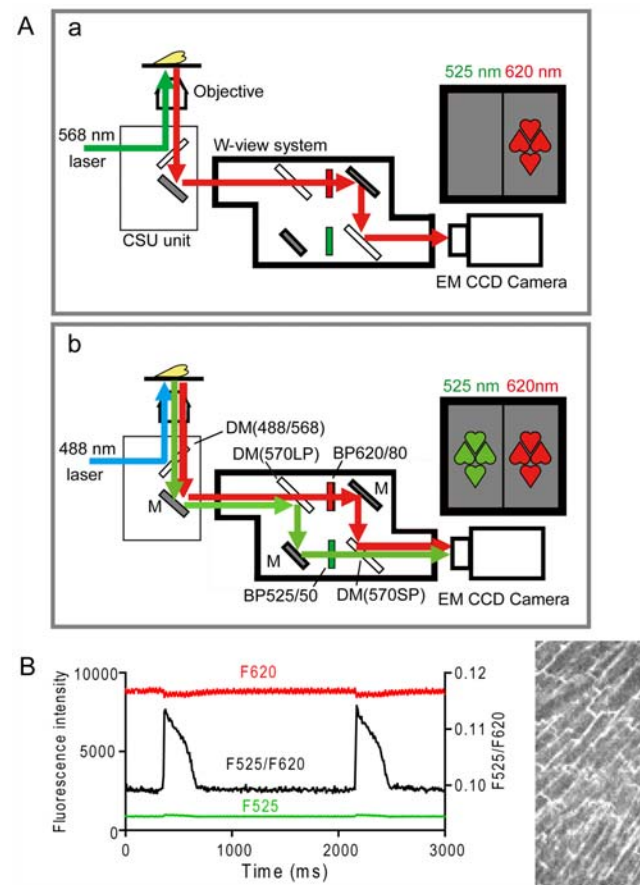 A
a
525 nm 620 nm
Objective
568 nm
laser
W-view system
CSU unit
EM CCD Camera
b
525 nm 620nm
DM(488/568)
DM(570LP) BP620/80
488 nm
laser
M
M
M
BP525/50 DM(570SP)
EM CCD Camera
B
10000
5000
0
Fluorescence intensity
F620
F525/F620
F525
0.12
0.11
0.10
F525/F620
0 1000 2000 3000
Time (ms)